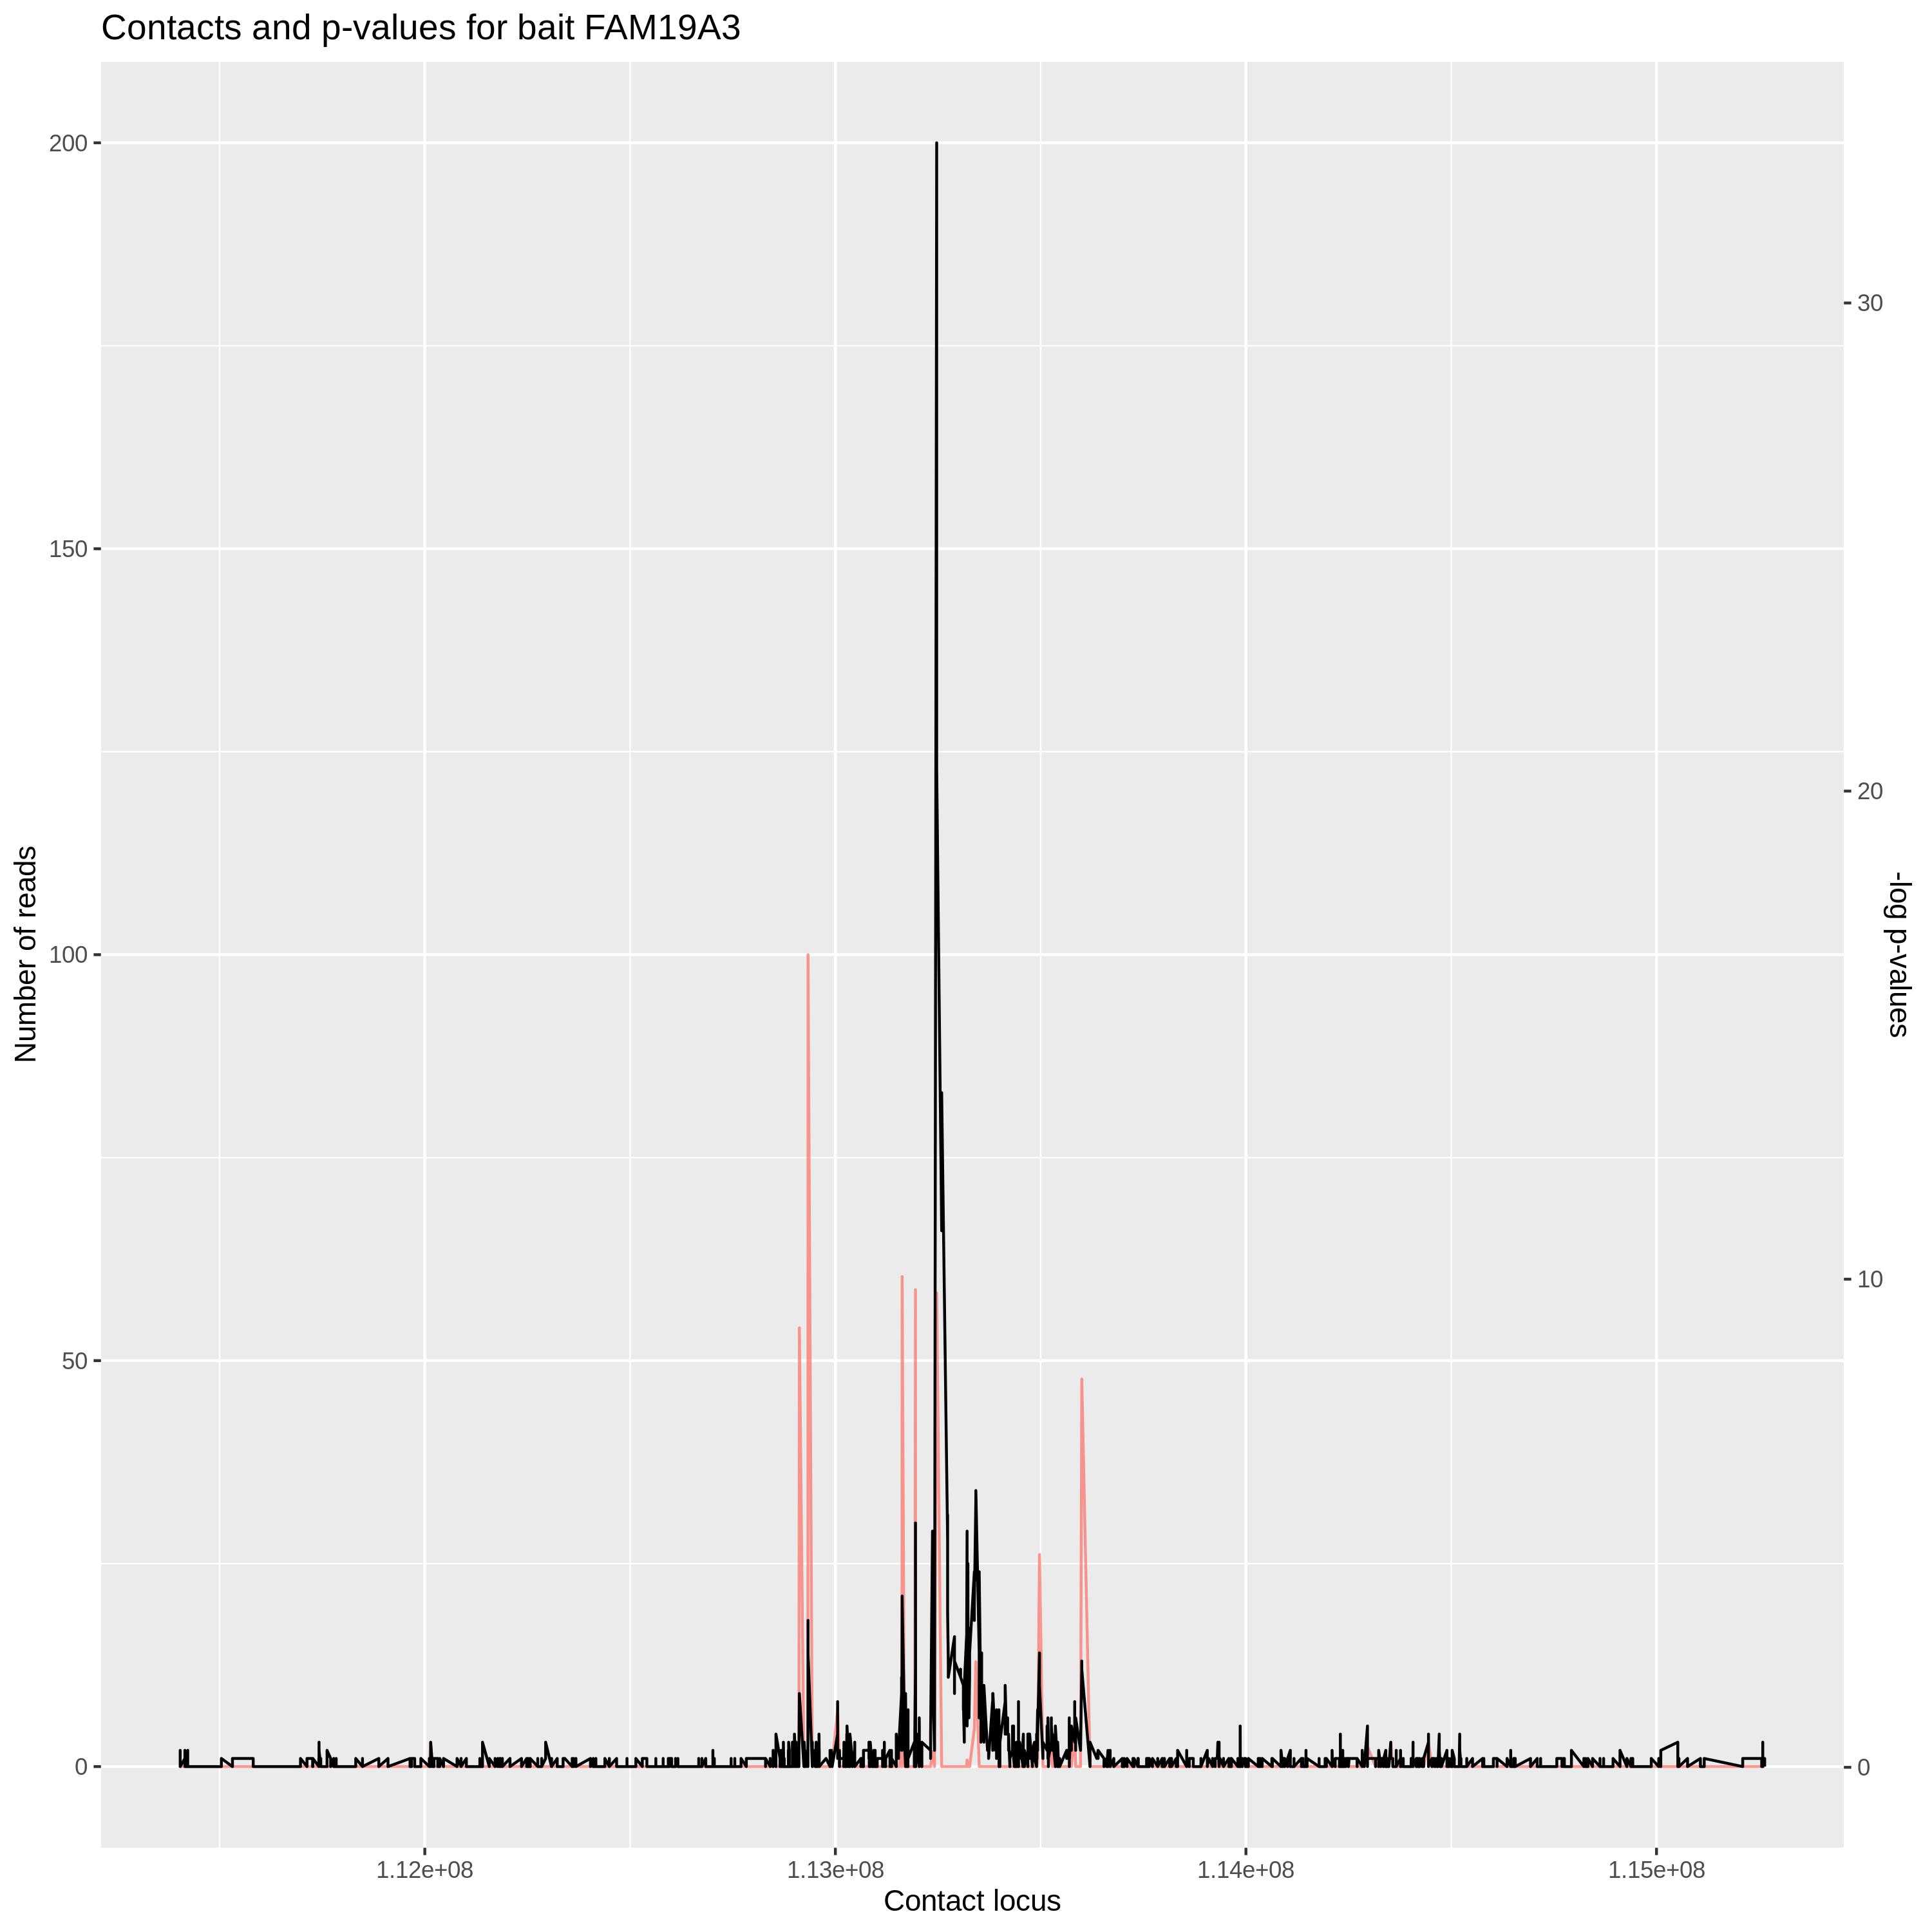 Contacts and p-values for bait FAM19A3
200
150
100
50
0
30
20
10
0
Number of reads
-log p-values
1.12e+08
1.13e+08
1.14e+08
1.15e+08
Contact locus